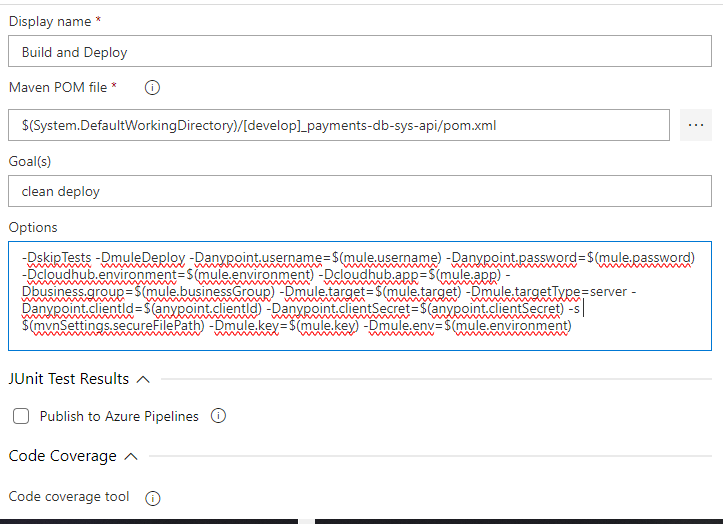 Display name *
Build and Deploy
Maven POM file *
$(System.DefaultWorkingDirectory)/[develop]_payments-db-sys-api/pom.xml
...
Goal(s)
clean deploy
Options
-DskipTests -DmuleDeploy -Danypoint.username=$(mule.username) -Danypoint.password=$(mule.password)
-Dcloudhub.environment=$(mule.environment) -Dcloudhub.app=$(mule.app) -
Dbusiness.group=$(mule.businessGroup) -Dmule.target=$(mule.target) -Dmule.targetType=server -
Danypoint.clientId=$(anypoint.clientId) -Danypoint.clientSecret=$(anypoint.clientSecret) -s
$(mvnSettings.secureFilePath) -Dmule.key=$(mule.key) -Dmule.env=$(mule.environment)
JUnit Test Results
Publish to Azure Pipelines
Code Coverage
Code coverage tool